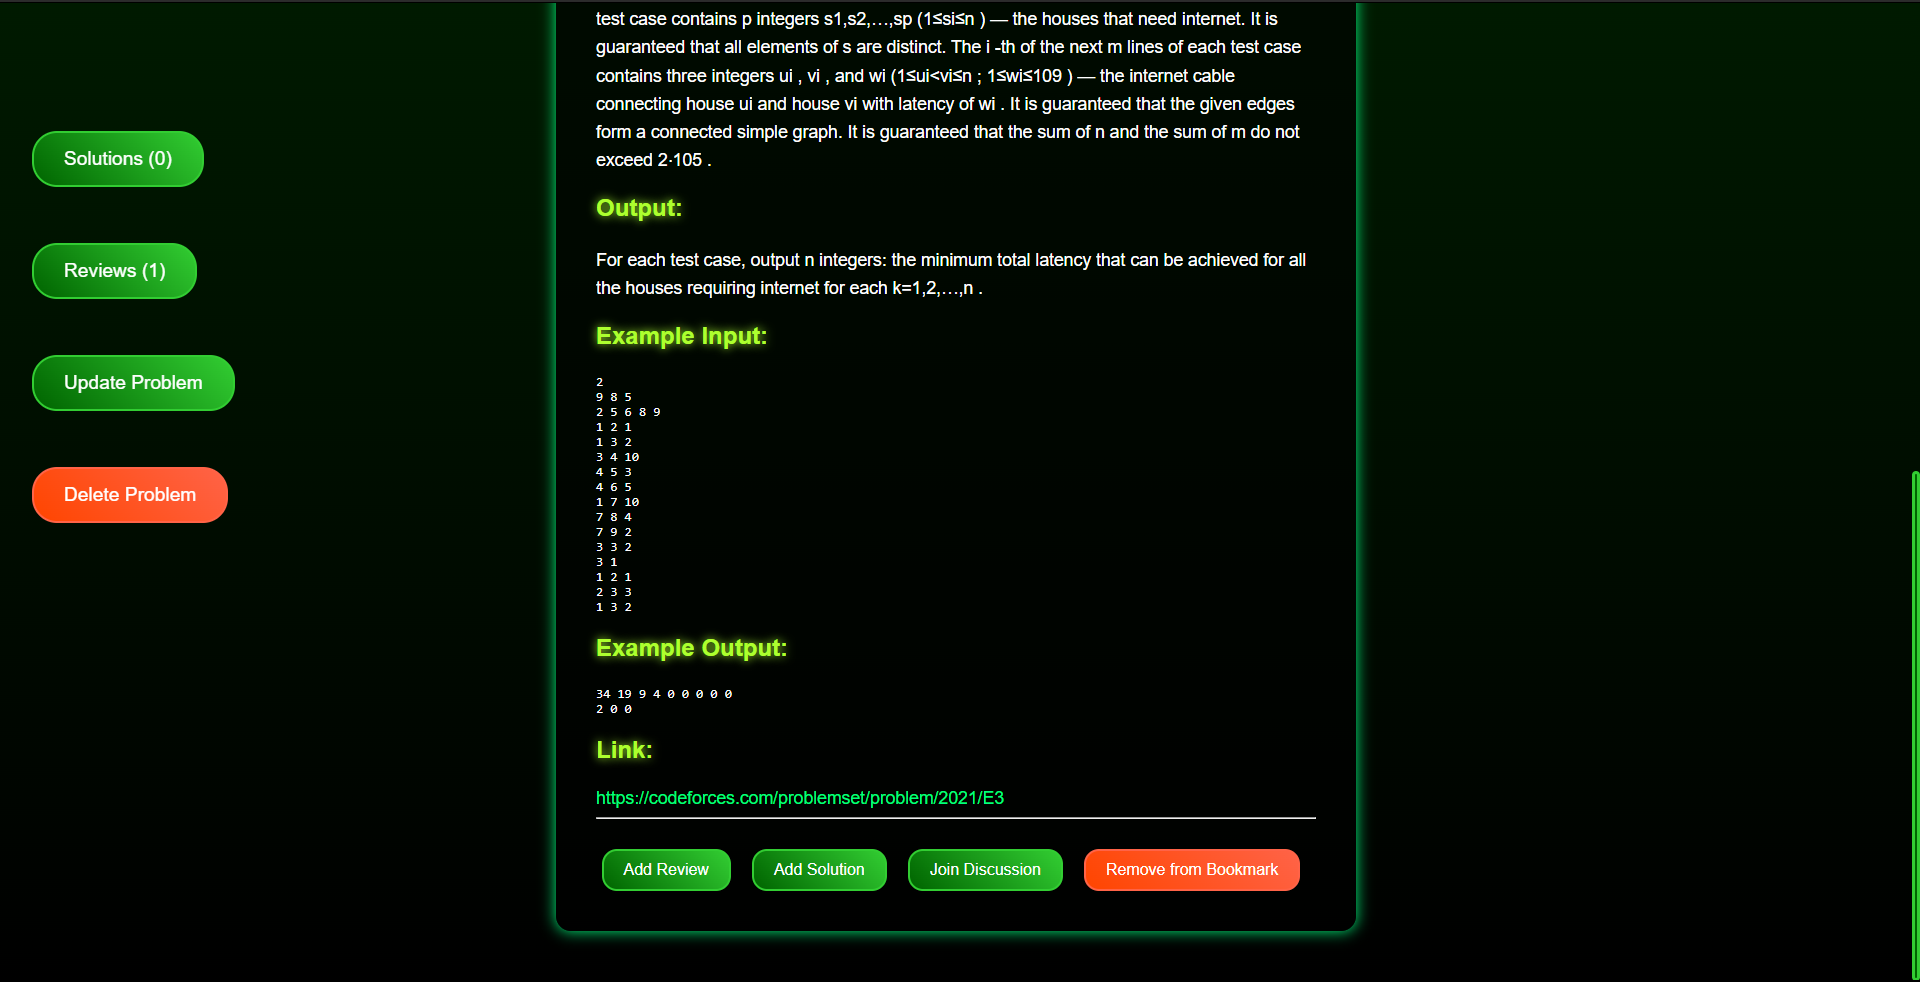 test case contains p integers s1,s2,…,sp (1≤si≤n ) — the houses that need internet. It is
guaranteed that all elements of s are distinct. The i -th of the next m lines of each test case
contains three integers ui , vi , and wi (1≤ui<vi≤n ; 1≤wi≤109 ) — the internet cable
connecting house ui and house vi with latency of wi . It is guaranteed that the given edges
form a connected simple graph. It is guaranteed that the sum of n and the sum of m do not
exceed 2⋅105 .
Solutions (0)
Reviews (1)
Update Problem
Delete Problem
Output:
For each test case, output n integers: the minimum total latency that can be achieved for all
the houses requiring internet for each k=1,2,…,n .
Example Input:
2
9 8 5
2 5 6 8 9
1 2 1
1 3 2
3 4 10
4 5 3
4 6 5
1 7 10
7 8 4
7 9 2
3 3 2
3 1
1 2 1
2 3 3
1 3 2
Example Output:
34 19 9 4 0 0 0 0 0
2 0 0
Link:
https://codeforces.com/problemset/problem/2021/E3
Add Review
Add Solution
Join Discussion
Remove from Bookmark